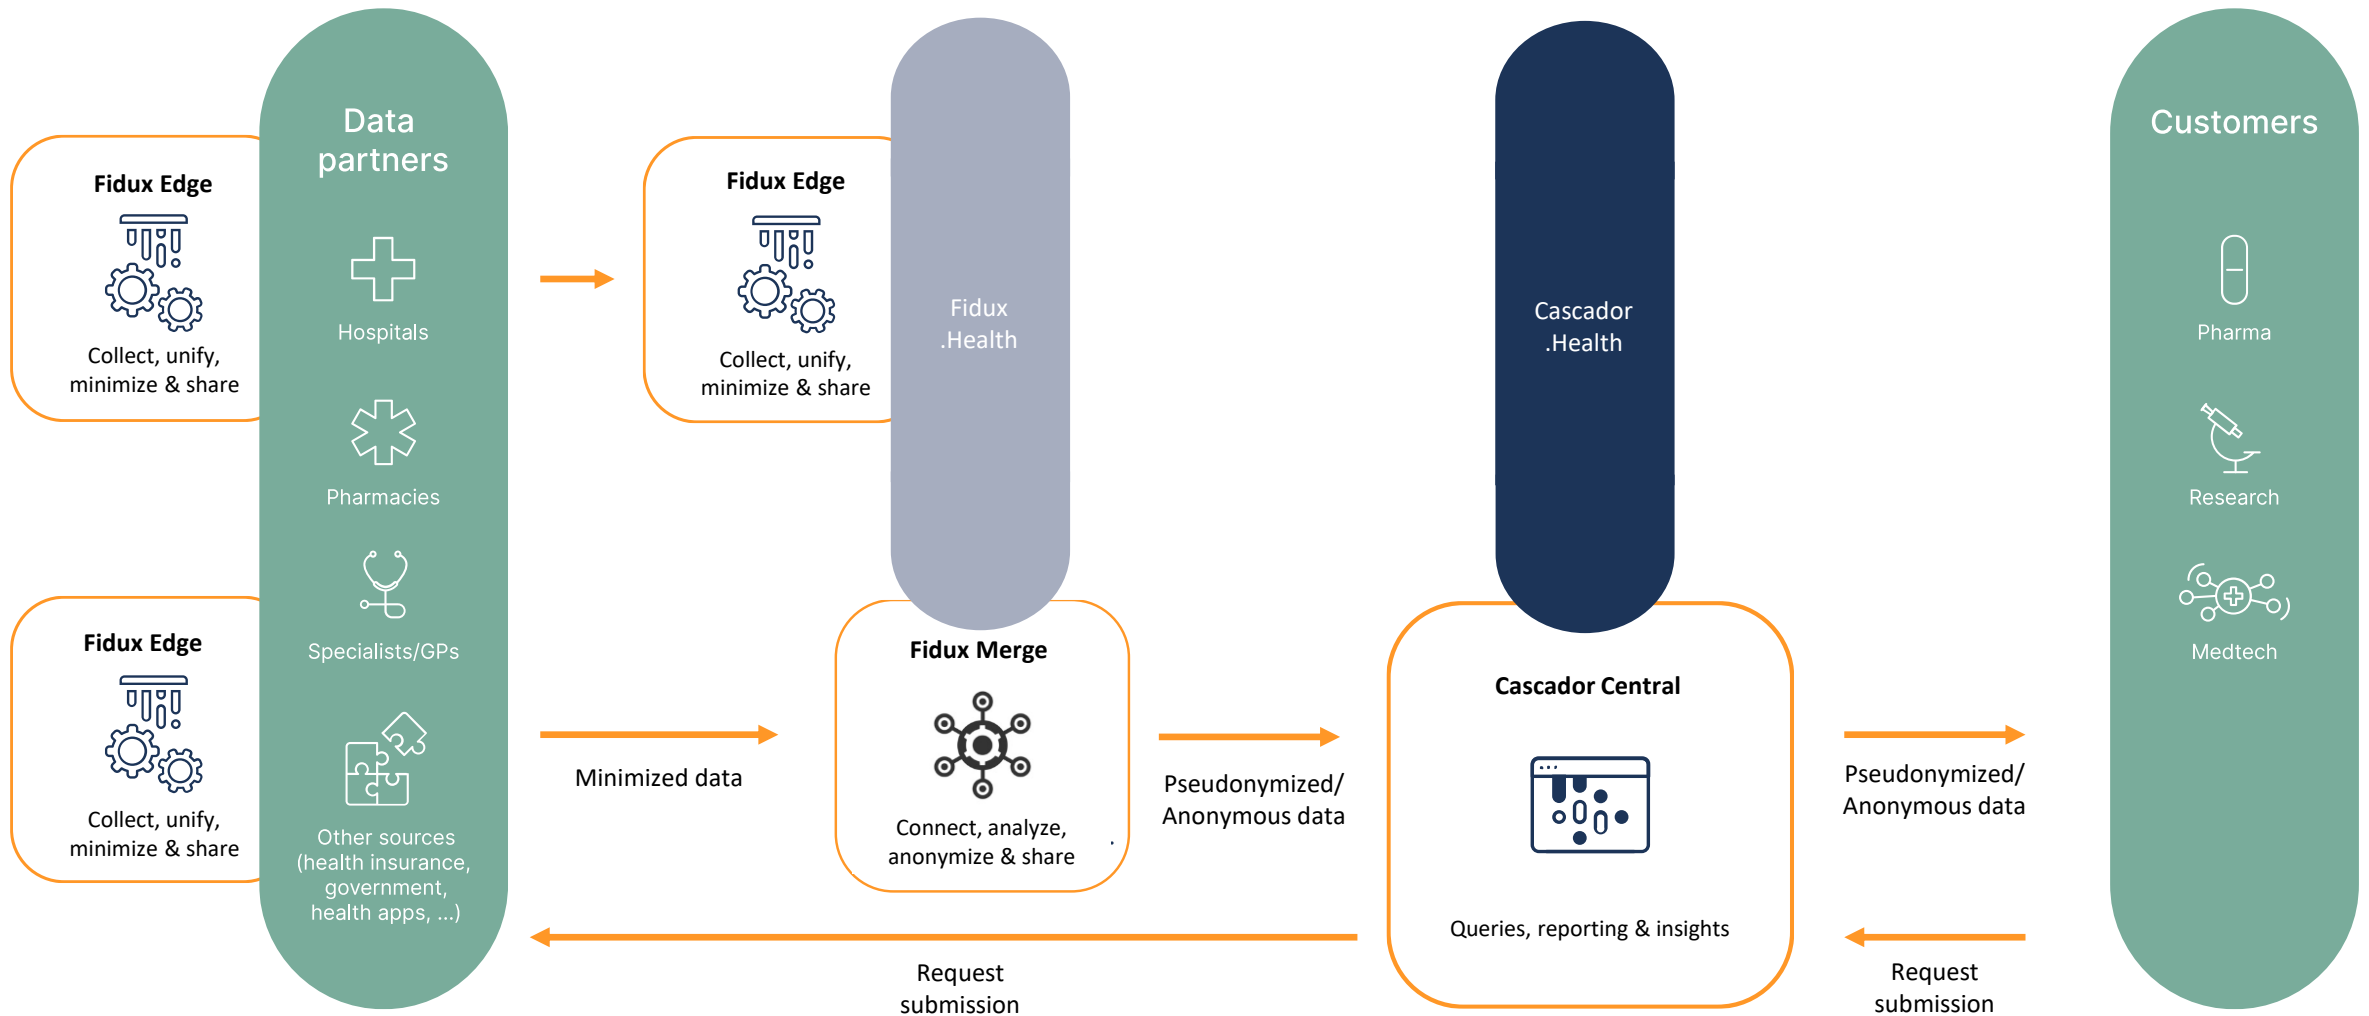 Data
partners
Fidux Edge
Collect, unify,
minimize & share
Hospitals
Pharmacies
Specialists/GPs
Fidux Edge
Collect, unify,
minimize & share
Other sources
(health insurance,
government,
health apps, ...)
Fidux Edge
Collect, unify,
minimize & share
Fidux
.Health
Minimized data
Fidux Merge
Connect, analyze,
anonymize & share
.
Pseudonymized/
Anonymous data
Cascador
.Health
Cascador Central
Queries, reporting & insights
Pseudonymized/
Anonymous data
Request
submission
Request
submission
Customers
Pharma
Research
Medtech